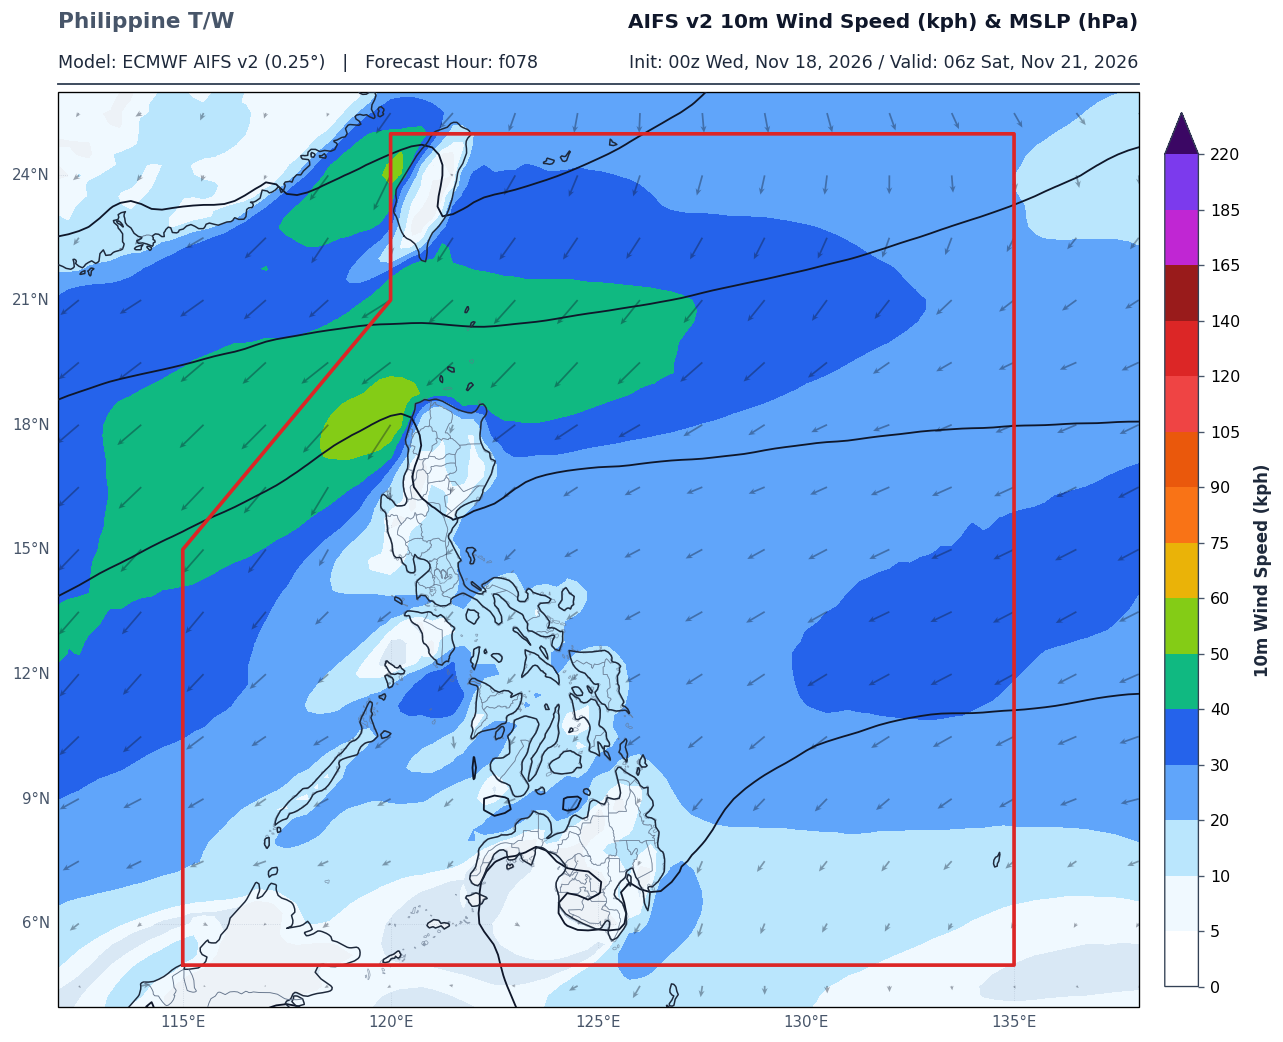 Philippine T/W
AIFS v2 10m Wind Speed (kph) & MSLP (hPa)
Model: ECMWF AIFS v2 (0.25°)   |   Forecast Hour: f078
Init: 00z Wed, Nov 18, 2026 / Valid: 06z Sat, Nov 21, 2026
24°N
21°N
18°N
15°N
12°N
9°N
6°N
115°E
120°E
125°E
130°E
135°E
220
185
165
140
120
105
90
75
60
50
40
30
20
10
5
0
10m Wind Speed (kph)